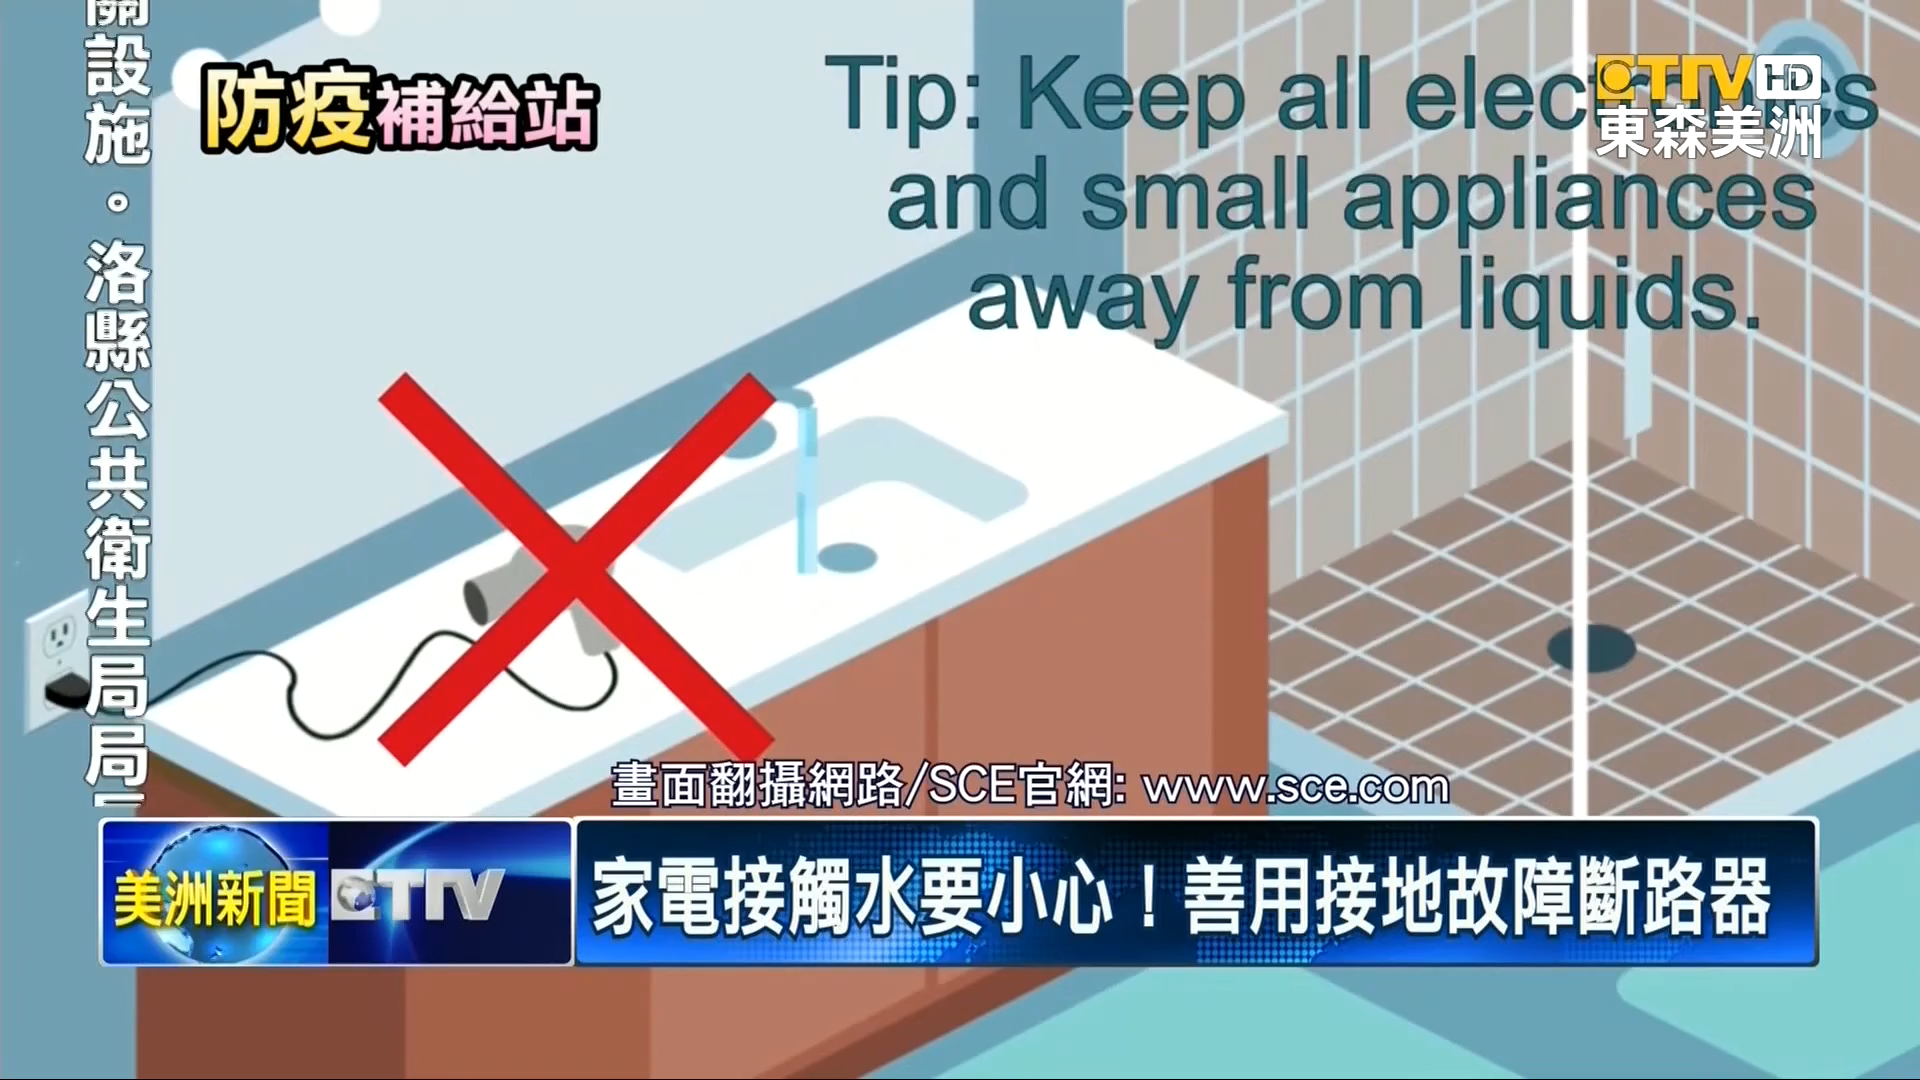 關設施。洛縣公共衛生局局
防疫補給站
Tip: Keep all electronics
and small appliances
away from liquids.
ETTV HD
東森美洲
畫面翻攝網路/SCE官網: www.sce.com
美洲新聞
ETTV
家電接觸水要小心！善用接地故障斷路器